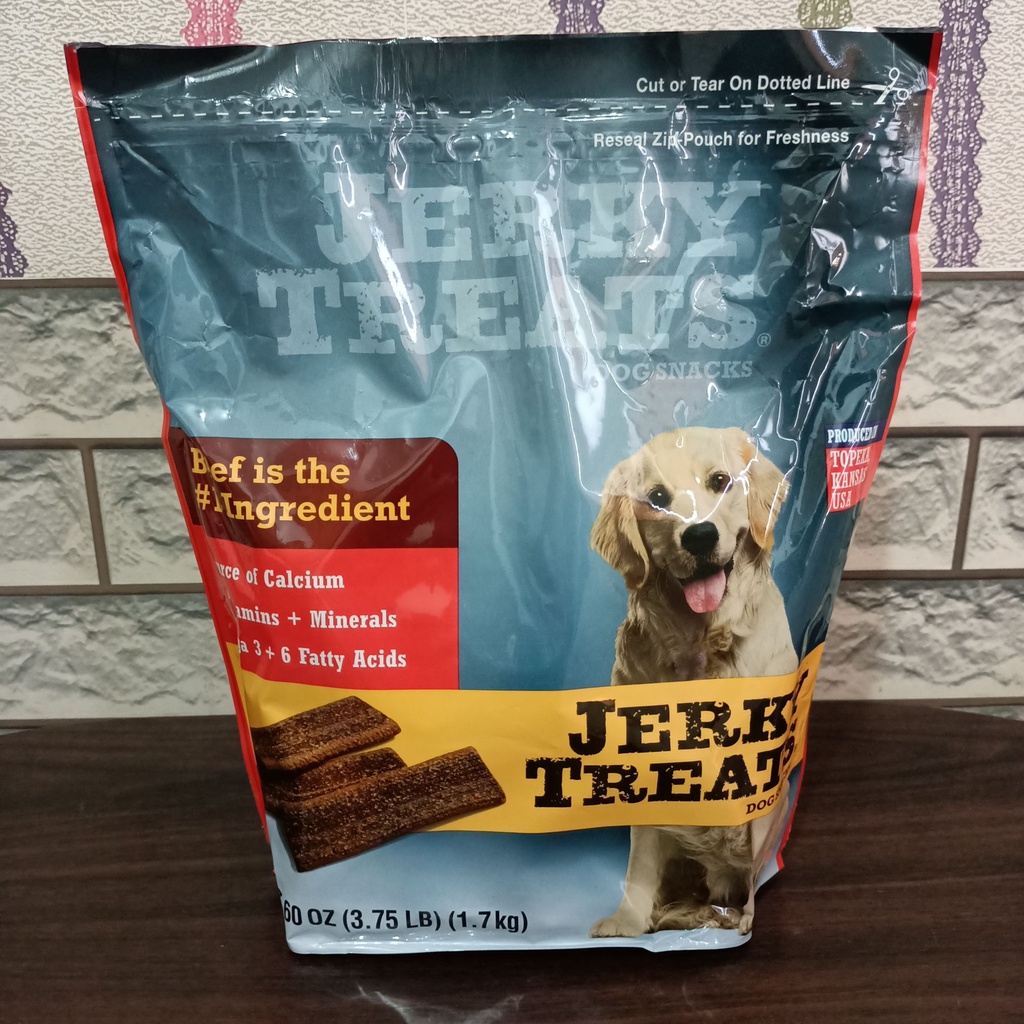 Cut or Tear On Dotted Line
Reseal Zip-Pouch for Freshness
JERKY
TREATS®
DOG SNACKS
Beef is the
#1 Ingredient
rce of Calcium
amins + Minerals
a 3 + 6 Fatty Acids
PRODUCED IN
TOPEKA,
KANSAS
USA
JERKY
TREATS
DOG
60 OZ (3.75 LB) (1.7kg)